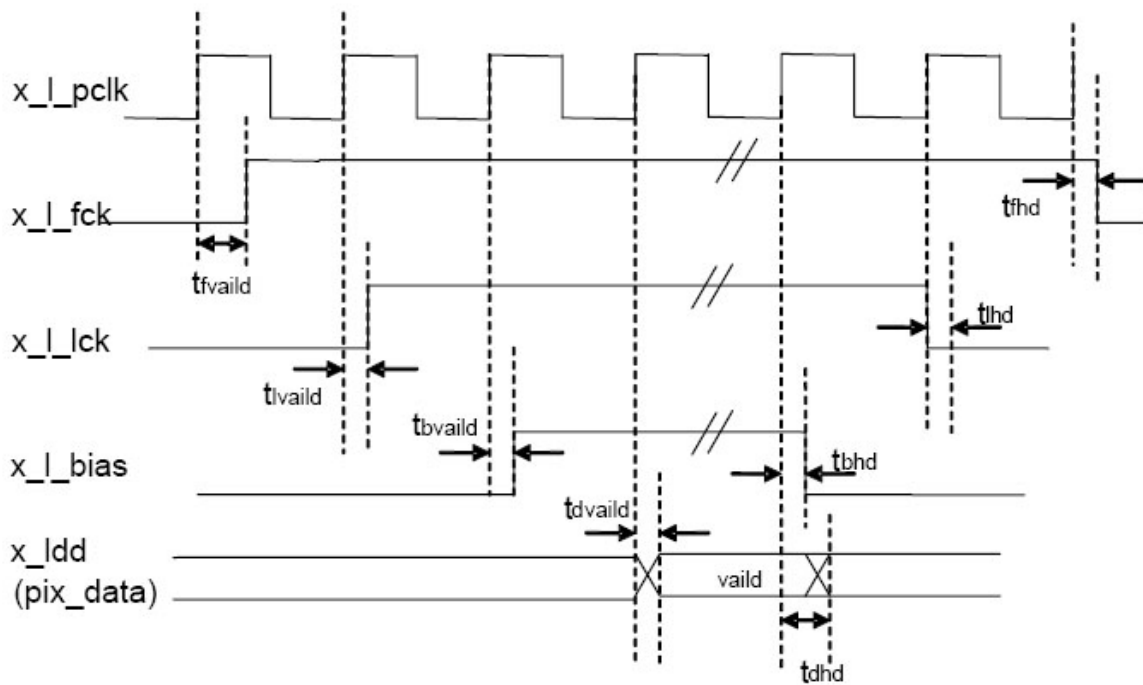 x_l_pclk
x_l_fck
tfhd
tfvaild
x_l_lck
tlhd
tlvaild
tbvaild
x_l_bias
tbhd
tdvaild
x_ldd
(pix_data)
vaild
tdhd